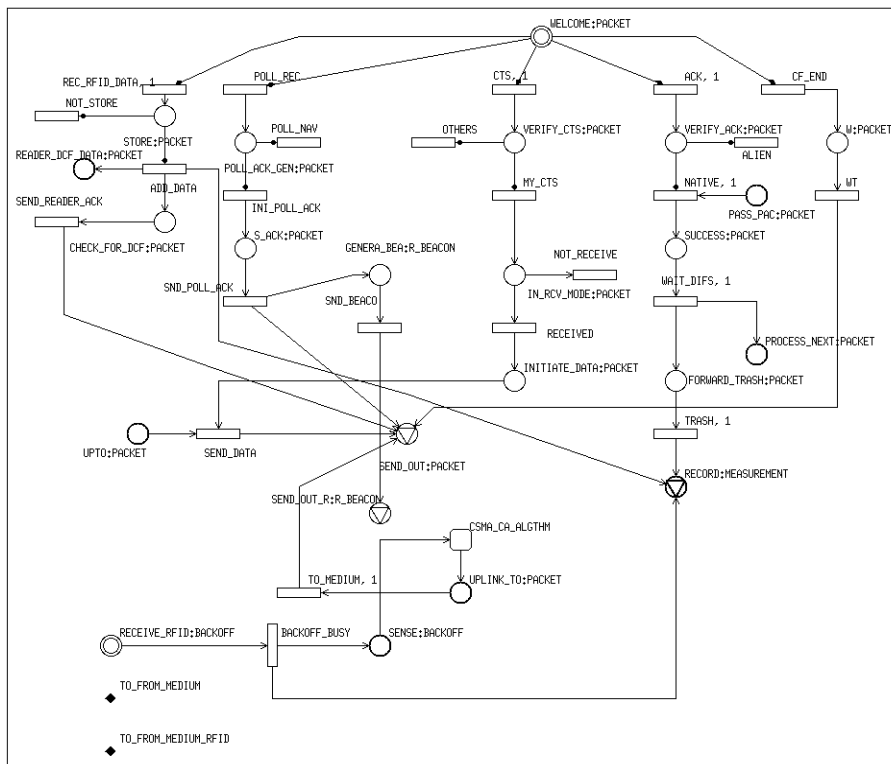 WELCOME:PACKET
REC_RFID_DATA, 1
POLL_REC
CTS, 1
ACK, 1
CF_END
NOT_STORE
STORE:PACKET
POLL_NAV
OTHERS
VERIFY_CTS:PACKET
VERIFY_ACK:PACKET
W:PACKET
ALIEN
READER_DCF_DATA:PACKET
POLL_ACK_GEN:PACKET
ADD_DATA
MY_CTS
NATIVE, 1
WT
SEND_READER_ACK
INI_POLL_ACK
PASS_PAC:PACKET
CHECK_FOR_DCF:PACKET
S_ACK:PACKET
GENERA_BEA:R_BEACON
SUCCESS:PACKET
NOT_RECEIVE
SND_POLL_ACK
SND_BEACO
IN_RCV_MODE:PACKET
WAIT_DIFS, 1
RECEIVED
PROCESS_NEXT:PACKET
INITIATE_DATA:PACKET
FORWARD_TRASH:PACKET
UPTO:PACKET
SEND_DATA
TRASH, 1
SEND_OUT:PACKET
RECORD:MEASUREMENT
SEND_OUT_R:R_BEACON
CSMA_CA_ALGTHM
TO_MEDIUM, 1
UPLINK_TO:PACKET
RECEIVE_RFID:BACKOFF
BACKOFF_BUSY
SENSE:BACKOFF
TO_FROM_MEDIUM
TO_FROM_MEDIUM_RFID